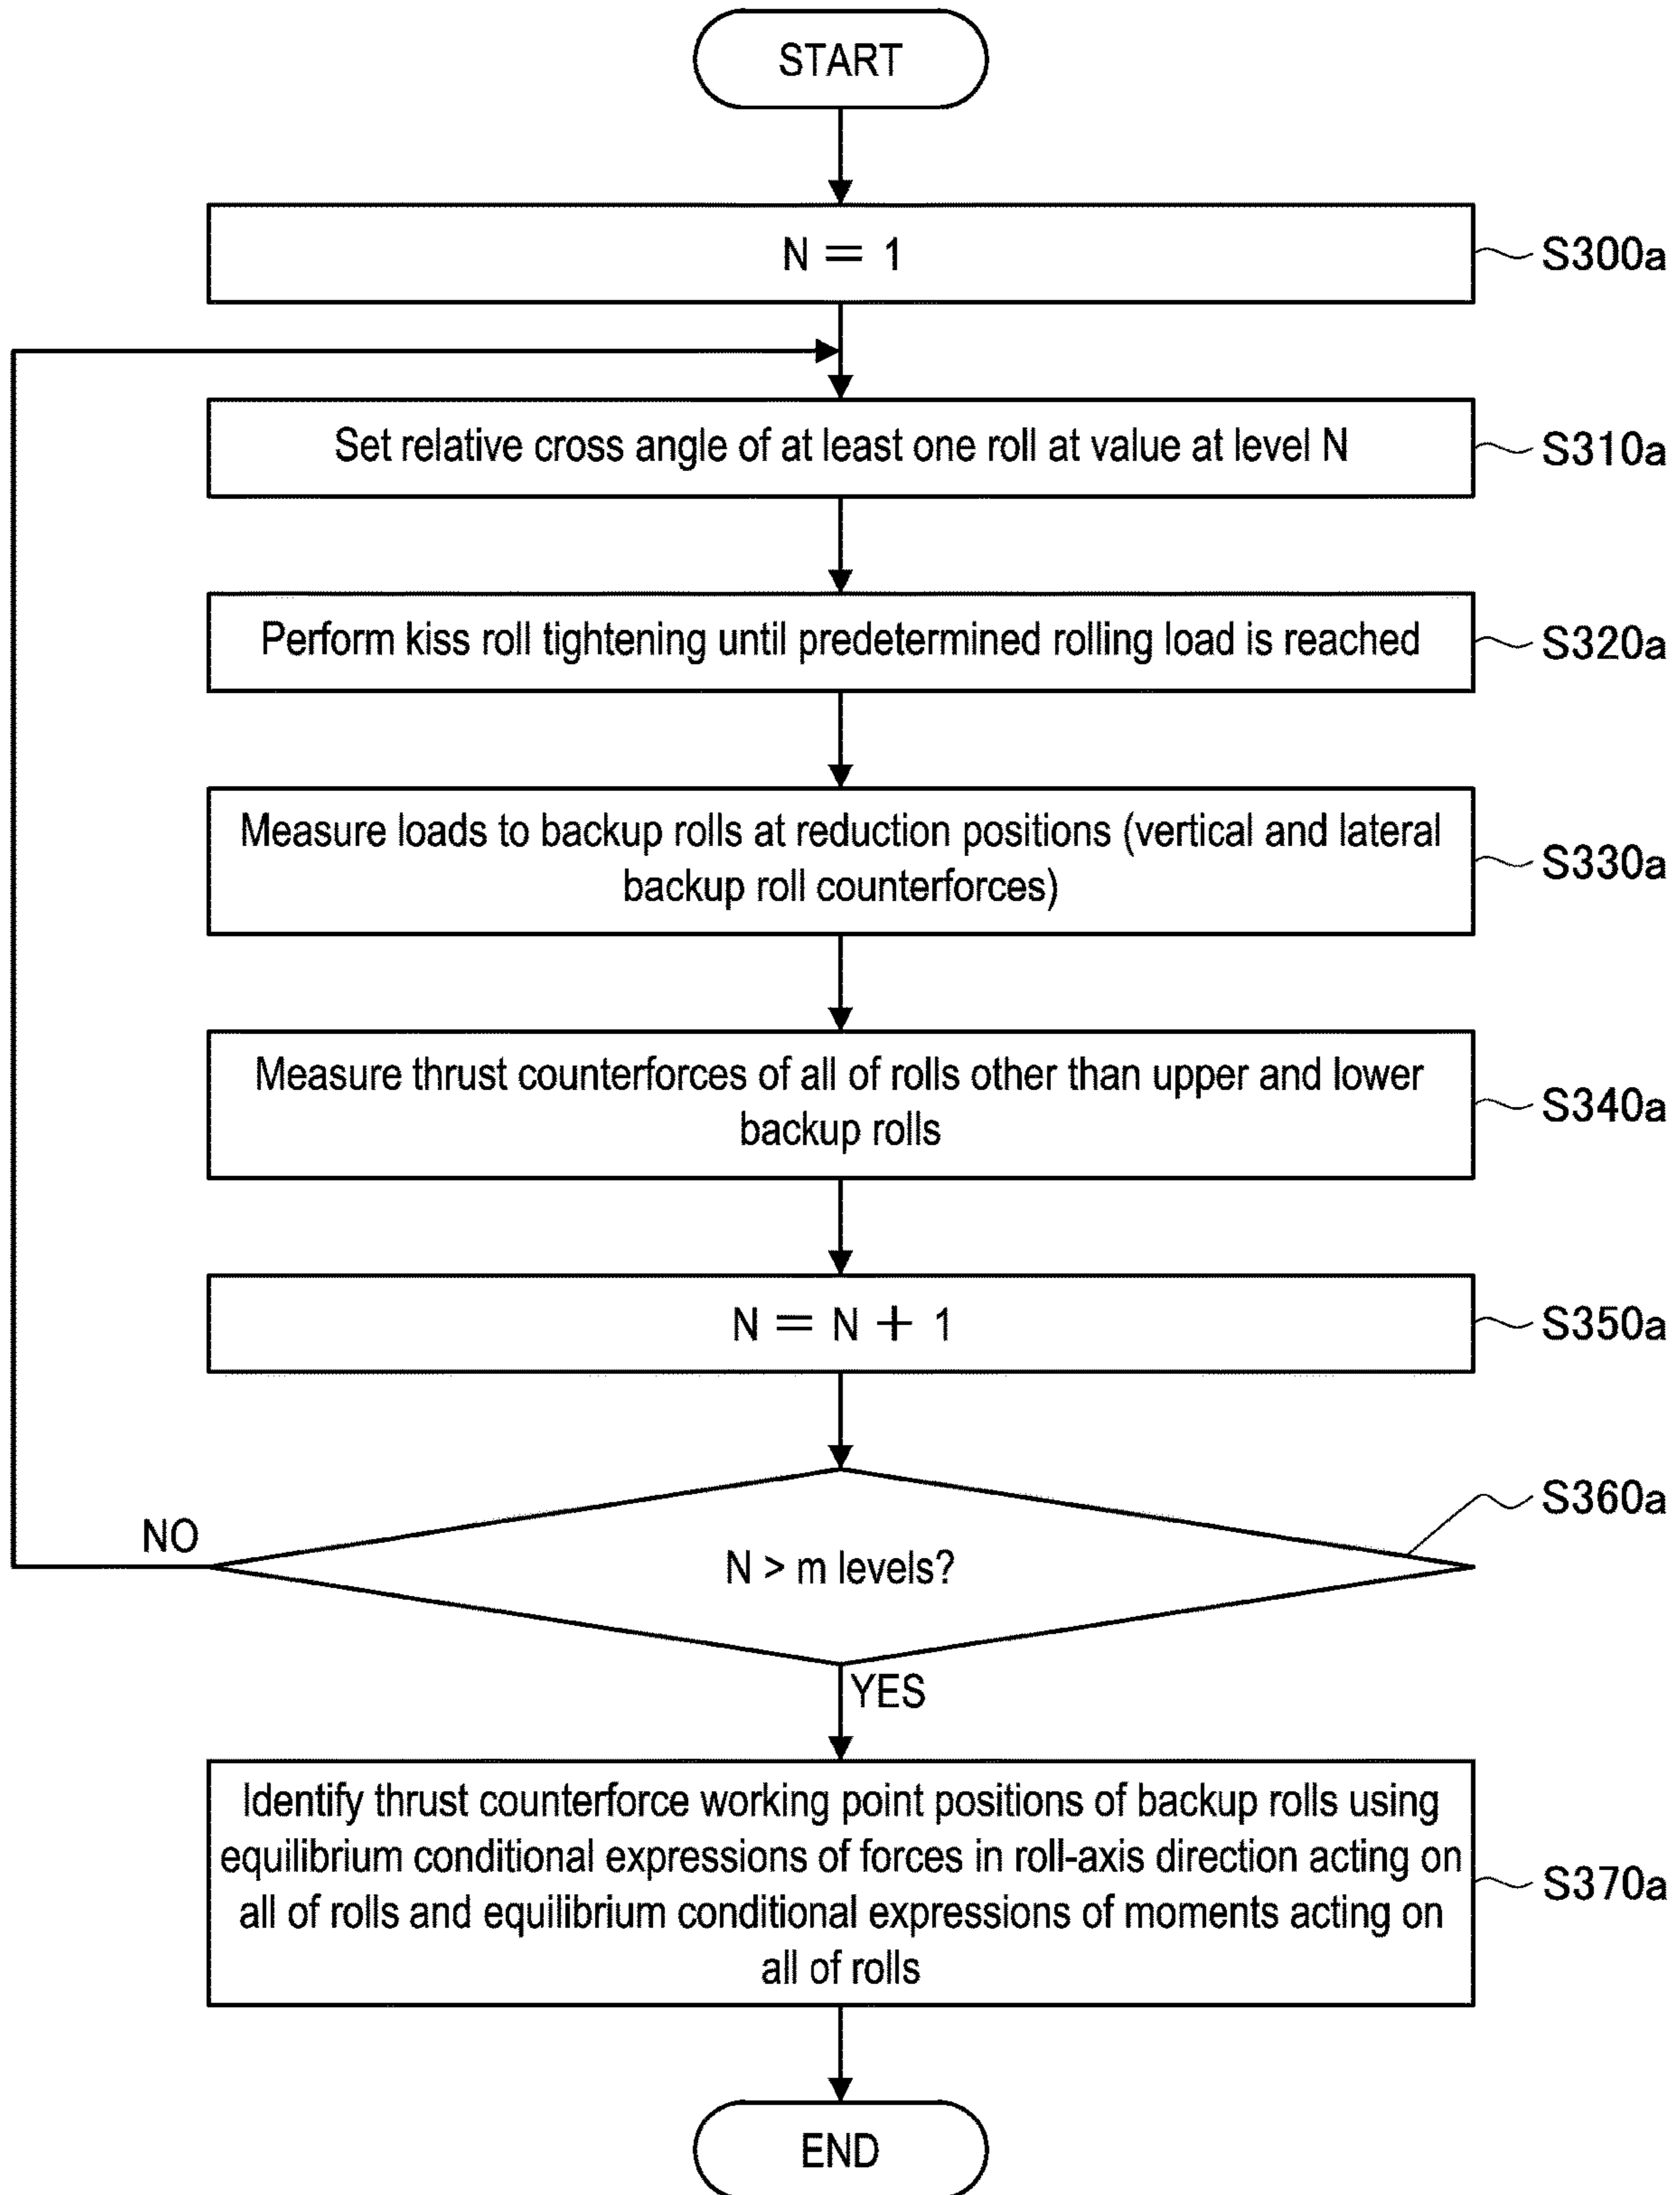 START
N = 1
S300a
Set relative cross angle of at least one roll at value at level N
S310a
Perform kiss roll tightening until predetermined rolling load is reached
S320a
Measure loads to backup rolls at reduction positions (vertical and lateral
backup roll counterforces)
S330a
Measure thrust counterforces of all of rolls other than upper and lower
backup rolls
S340a
N = N + 1
S350a
S360a
NO
N > m levels?
YES
Identify thrust counterforce working point positions of backup rolls using
equilibrium conditional expressions of forces in roll-axis direction acting on
all of rolls and equilibrium conditional expressions of moments acting on
all of rolls
S370a
END